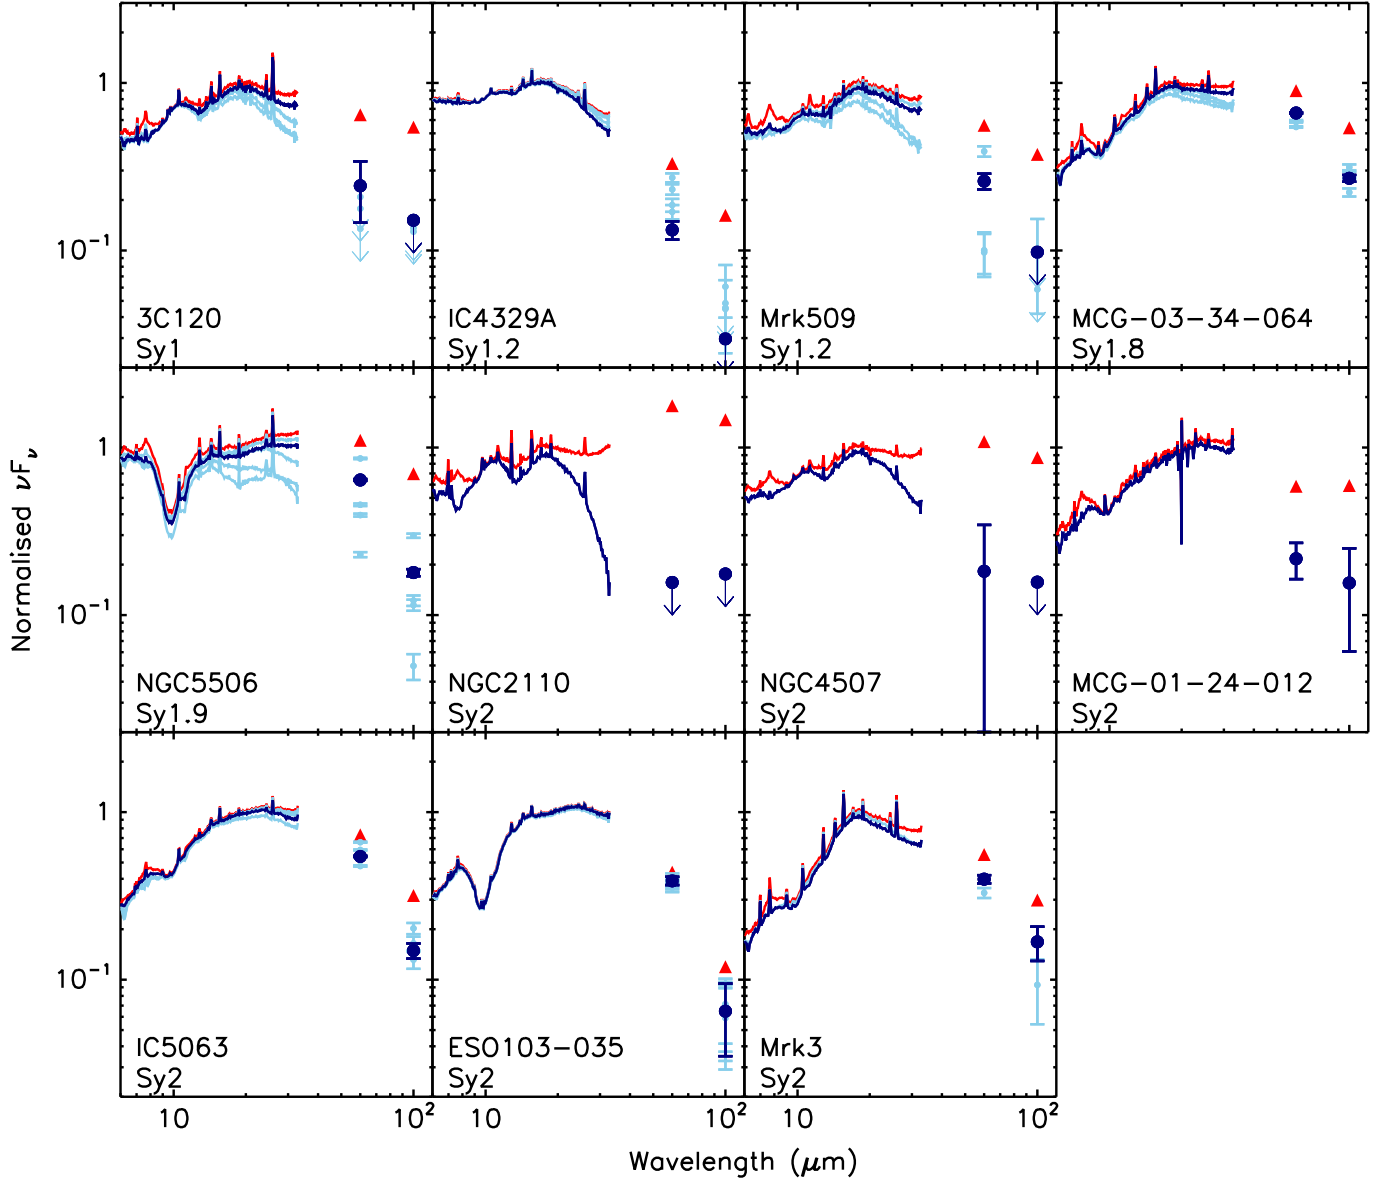 1
10⁻¹
3C120
Sy1
IC4329A
Sy1.2
Mrk509
Sy1.2
MCG-03-34-064
Sy1.8
1
10⁻¹
NGC5506
Sy1.9
NGC2110
Sy2
NGC4507
Sy2
MCG-01-24-012
Sy2
Normalised νFν
1
10⁻¹
IC5063
Sy2
ESO103-035
Sy2
Mrk3
Sy2
10 10² 10 10² 10 10² 10 10²
Wavelength (μm)